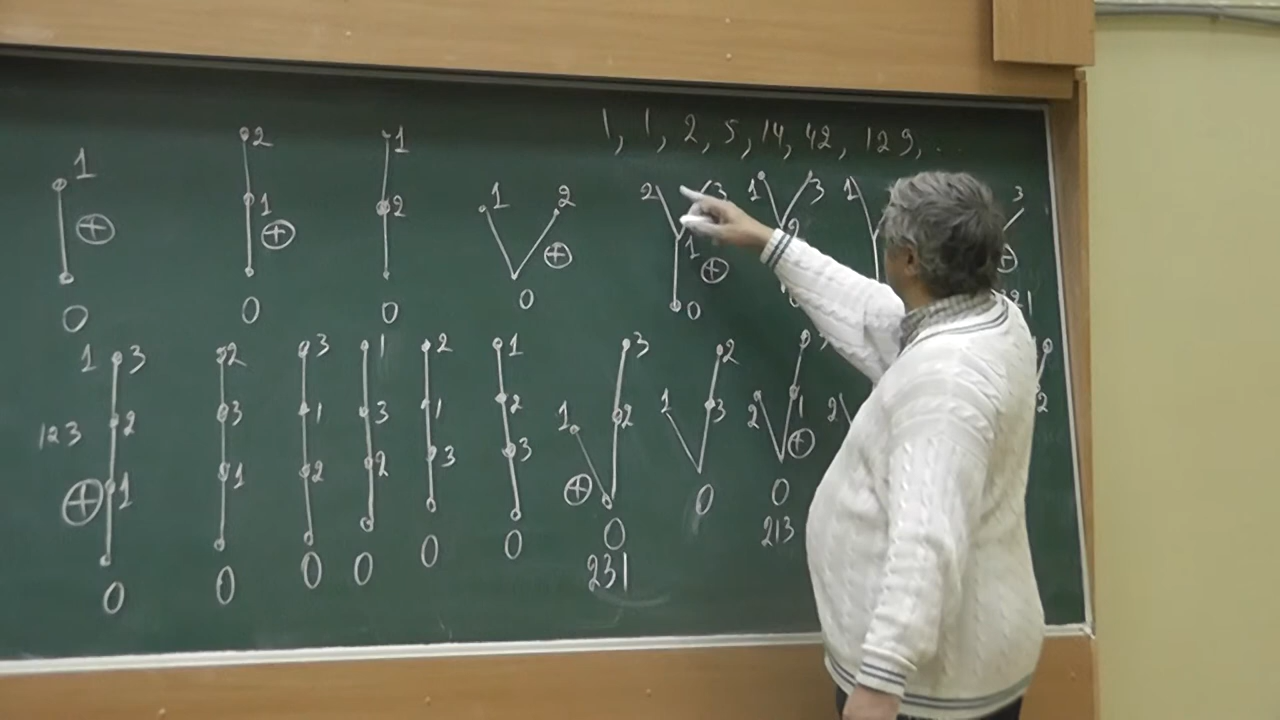 1, 1, 2, 5, 14, 42, 129, ...
1 ⊕ 0
2 1 ⊕ 0
1 2 0
1 2 ⊕ 0
2 3 1 ⊕ 0
1 3
1
3 ⊕
1 3 2 123 ⊕ 1 0
2 3 1 0
3 1 2 0
1 3 2 0
2 1 3 0
1 2 3 0
3 1 2 ⊕ 0 231
2 1 3 0
2 1 ⊕ 0 213
2
2